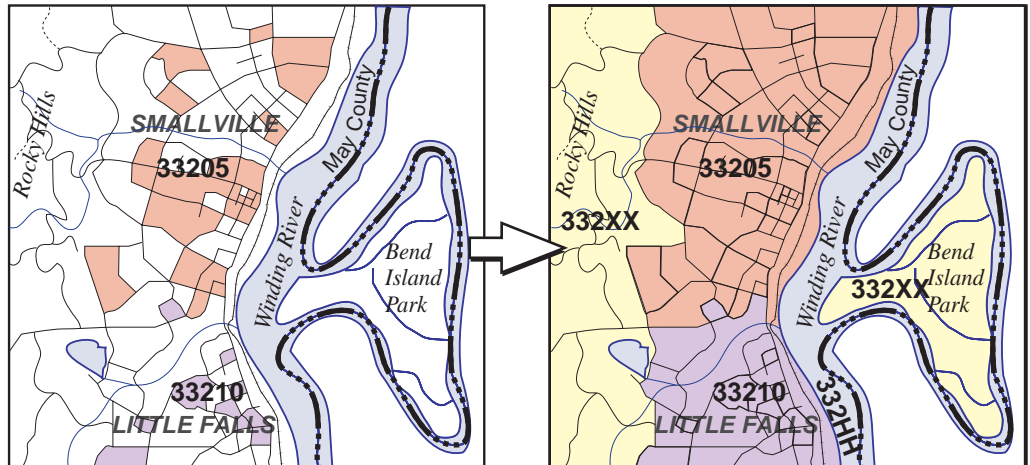 May County
SMALLVILLE
Rocky Hills
33205
Winding River
Bend
Island
Park
33210
LITTLE FALLS
May County
SMALLVILLE
Rocky Hills
33205
332XX
Winding River
Bend
Island
332XX
Park
33210
332HH
LITTLE FALLS